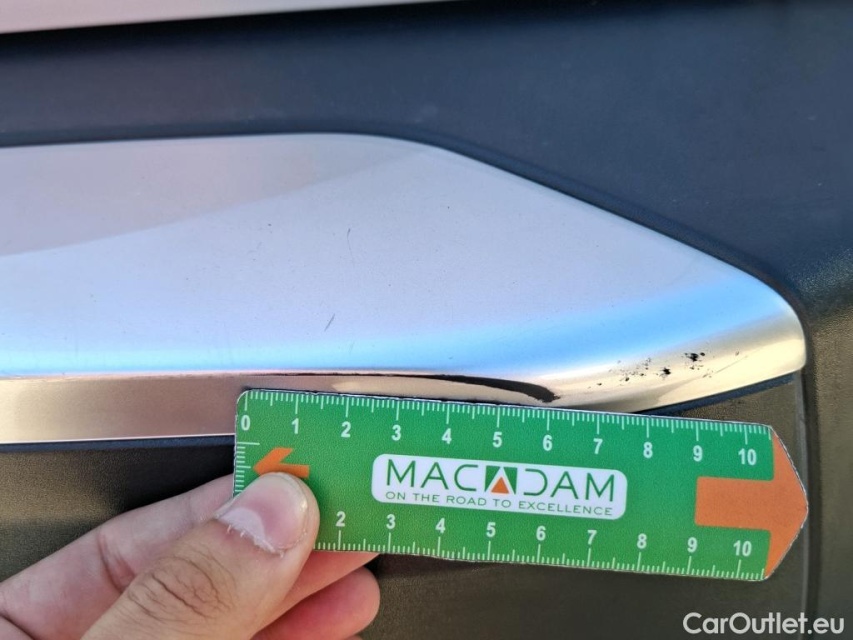 0 1 2 3 4 5 6 7 8 9 10
MACADAM
ON THE ROAD TO EXCELLENCE
2 3 4 5 6 7 8 9 10
CarOutlet.eu